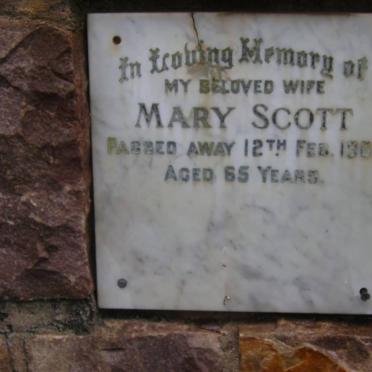 In Loving Memory of
MY BELOVED WIFE
MARY SCOTT
PASSED AWAY 12TH FEB.
AGED 65 YEARS.